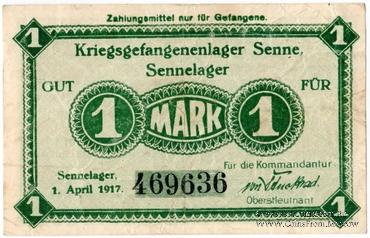 Zahlungsmittel nur für Gefangene.
1 1
Kriegsgefangenenlager Senne,
Sennelager
GUT FÜR
1 MARK 1
Sennelager,
1. April 1917.
469636
Für die Kommandantur
Oberstleutnant
1 1